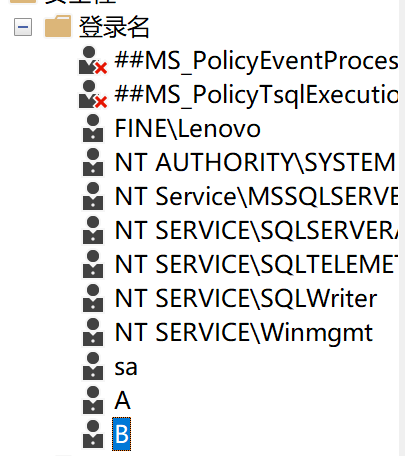 登录名
##MS_PolicyEventProces
##MS_PolicyTsqlExecutio
FINE\Lenovo
NT AUTHORITY\SYSTEM
NT Service\MSSQLSERVE
NT SERVICE\SQLSERVERA
NT SERVICE\SQLTELEMET
NT SERVICE\SQLWriter
NT SERVICE\Winmgmt
sa
A
B